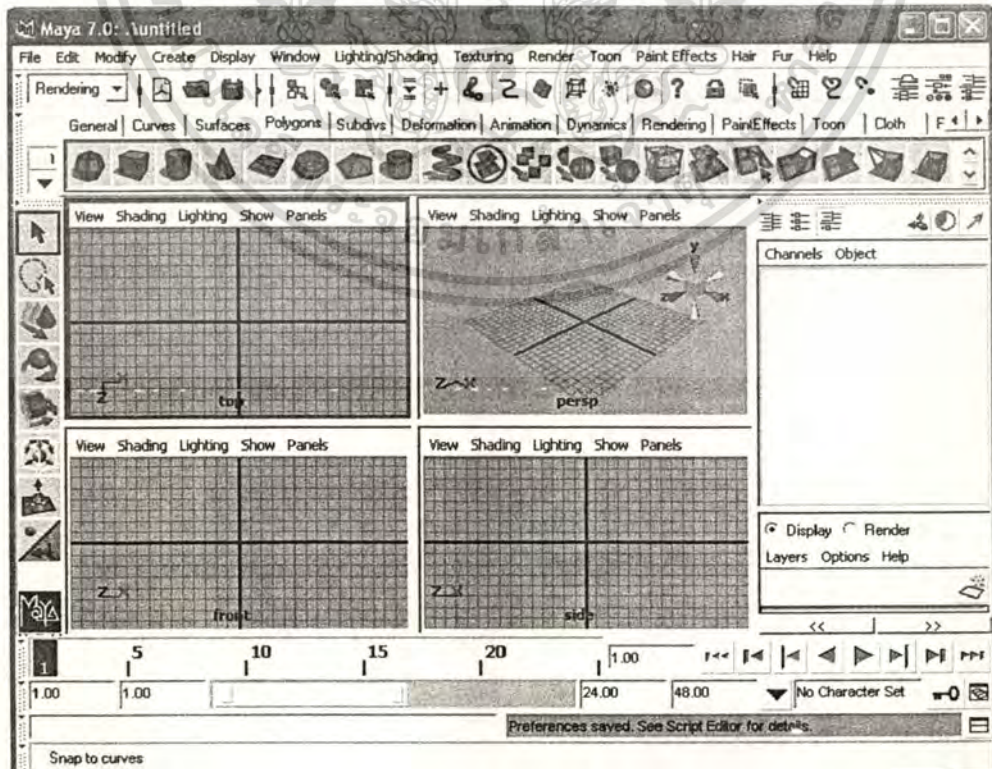 Maya 7.0: .\untitled
File Edit Modify Create Display Window Lighting/Shading Texturing Render Toon Paint Effects Hair Fur Help
Rendering
General Curves Surfaces Polygons Subdivs Deformation Animation Dynamics Rendering PaintEffects Toon Cloth F
1
View Shading Lighting Show Panels
View Shading Lighting Show Panels
Channels Object
y
z x
z x
top
z x
persp
View Shading Lighting Show Panels
View Shading Lighting Show Panels
Display Render
Layers Options Help
z x
front
z x
side
Maya
<< >>
1 5 10 15 20 1.00
1.00 1.00 24.00 48.00 No Character Set
Preferences saved. See Script Editor for details.
Snap to curves